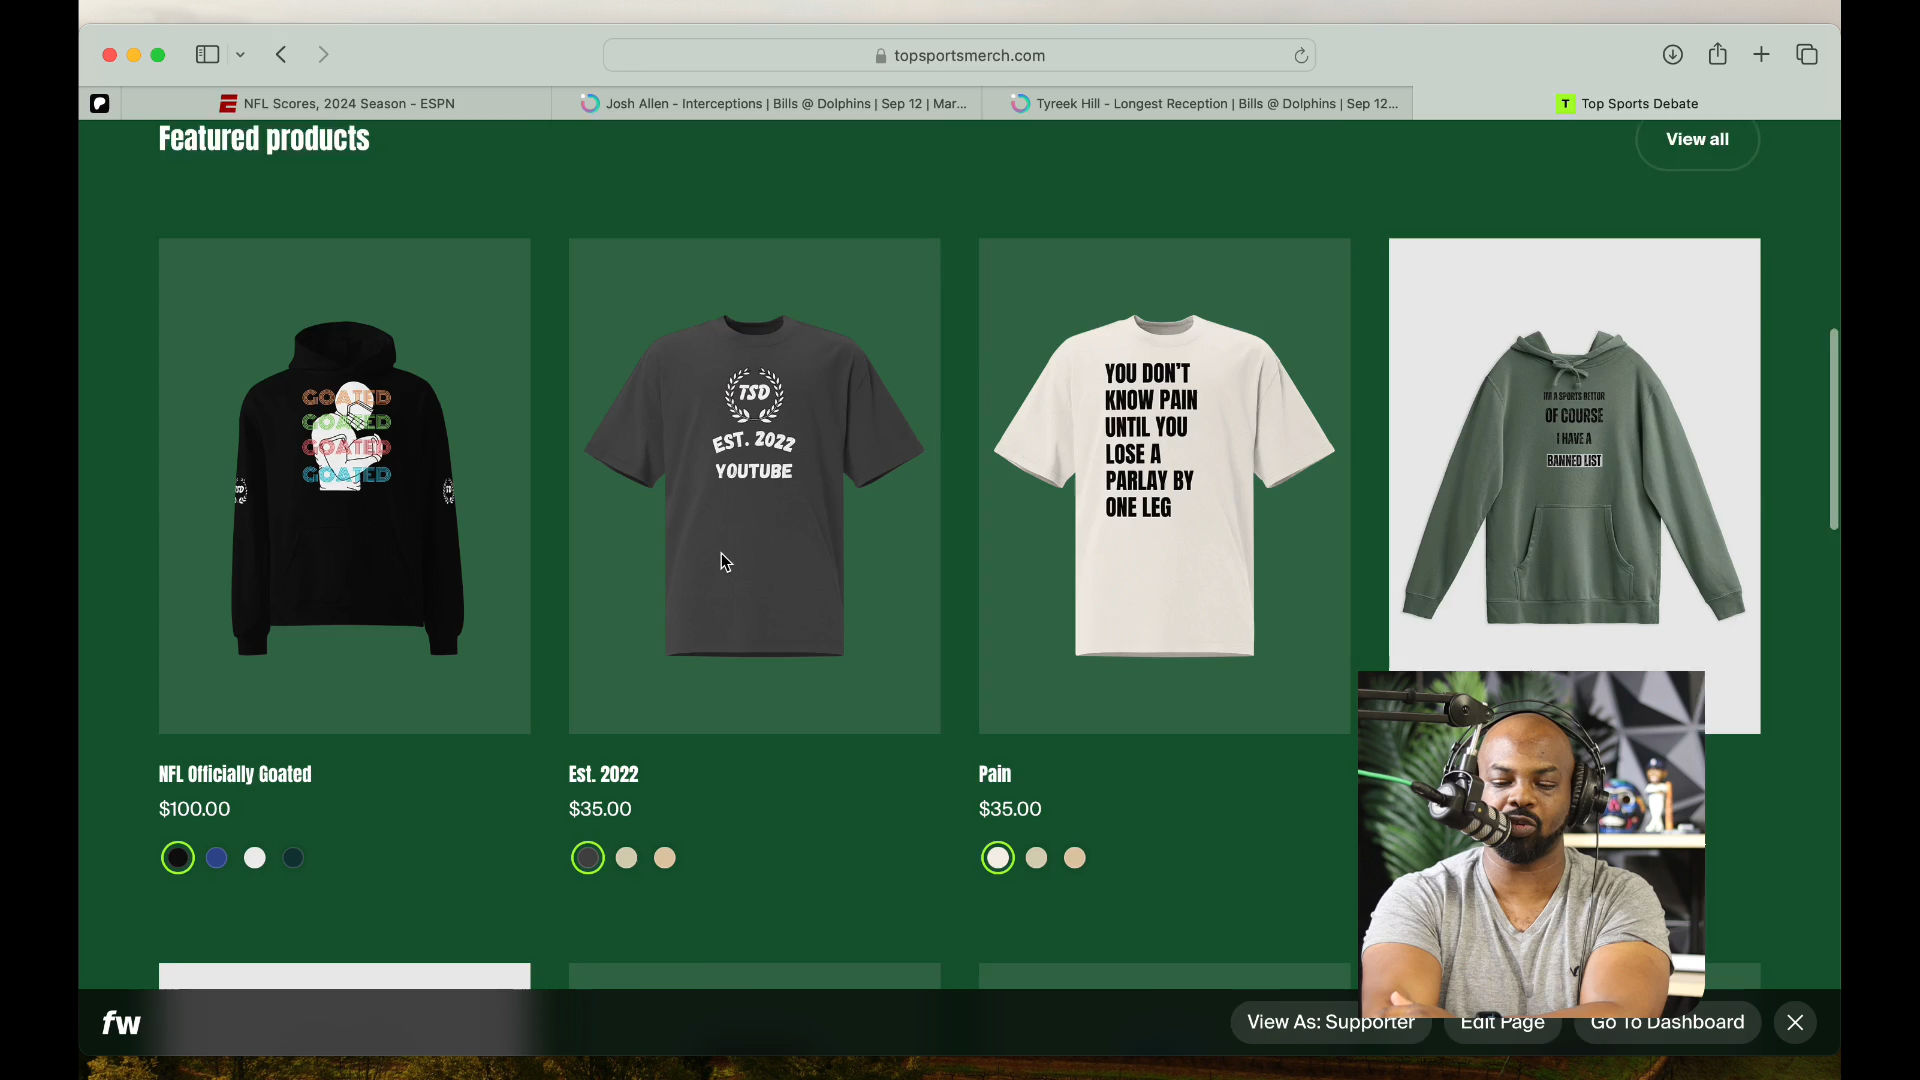 topsportsmerch.com
NFL Scores, 2024 Season - ESPN
Josh Allen - Interceptions | Bills @ Dolphins | Sep 12 | Mar...
Tyreek Hill - Longest Reception | Bills @ Dolphins | Sep 12...
T Top Sports Debate
Featured products
View all
GOATED
GOATED
GOATED
GOATED
TSD
EST. 2022
YOUTUBE
YOU DON'T
KNOW PAIN
UNTIL YOU
LOSE A
PARLAY BY
ONE LEG
IM A SPORTS BETTOR
OF COURSE
I HAVE A
BANNED LIST
NFL Officially Goated
$100.00
Est. 2022
$35.00
Pain
$35.00
fw
View As: Supporter
Edit Page
Go To Dashboard